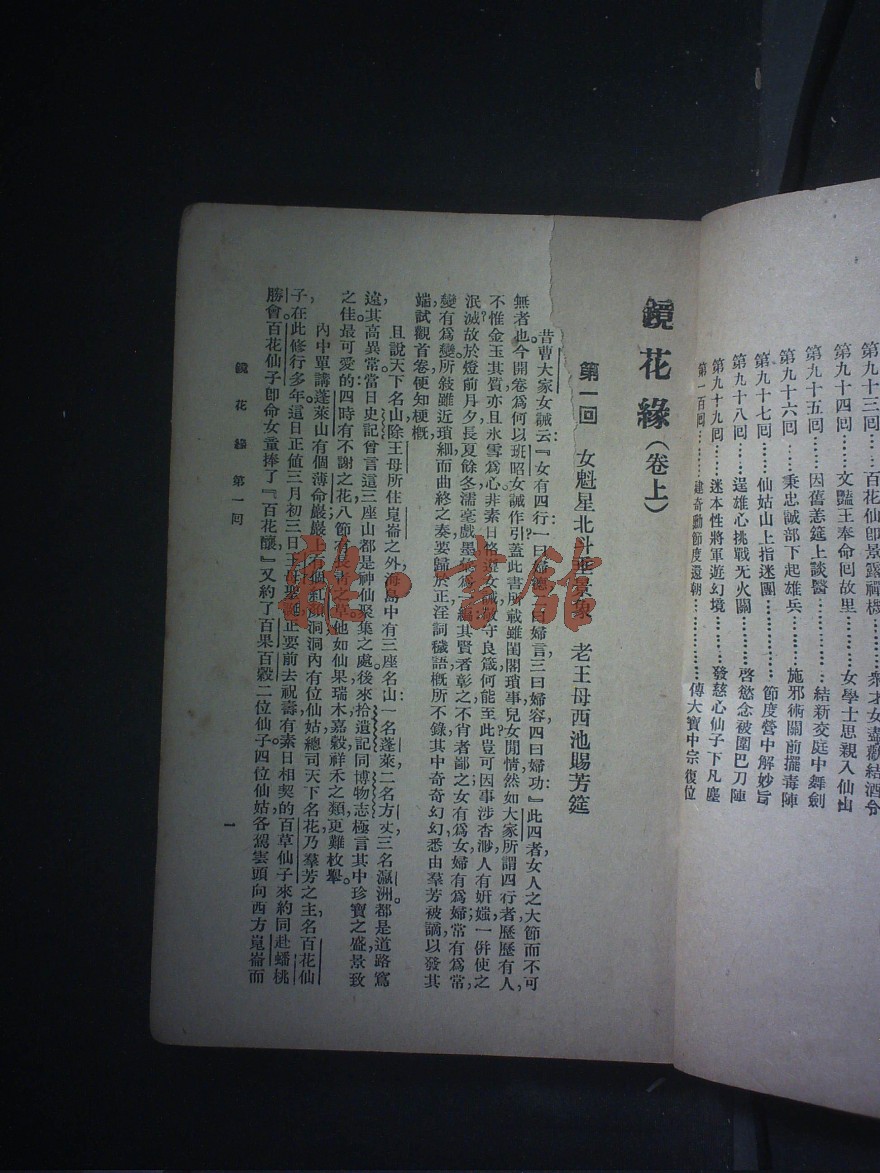 第九十三回……百花仙卽景露禪機……衆才女盡歡結酒令
第九十四回……文豔王奉命回故里……女學士思親入仙山
第九十五回……因舊恙筵上談醫……結新交庭中舞劍
第九十六回……秉忠誠部下起雄兵……施邪術關前擺毒陣
第九十七回……仙姑山上指迷團……節度營中解妙旨
第九十八回……逞雄心挑戰无火關……啓慾念被圍巴刀陣
第九十九回……迷本性將軍遊幻境……發慈心仙子下凡塵
第一百回……建奇勳節度還朝……傳大寶中宗復位
鏡花緣（卷上）
第一回 女魁星北斗垂景象 老王母西池賜芳筵
昔曹大家女誡云：『女有四行：一曰婦德，二曰婦言，三曰婦容，四曰婦功。』此四者，女人之大節而不可
無者也。今開卷爲何以班昭女誡作引？蓋此書所載雖閨閣瑣事，兒女閒情，然如大家所謂四行者，歷歷有人，
不惟金玉其質，亦且氷雪爲心。非素日格遵女誡，敬守良箴，何能至此？豈可因事涉杳渺，人有妍媸，一併使之
泯滅？故於燈前月夕，長夏餘冬，濡毫戲墨，彙爲一編，其賢者彰之，不肖者鄙之，女有爲女，婦有爲婦，常有爲常，
變有爲變。所敍雖近瑣細，而曲終之奏，要歸於正，淫詞穢語，概所不錄。其中奇奇幻幻，悉由羣芳被謫，以發其
端，試觀首卷，便知梗概。
且說天下名山，除王母所住崑崙之外，海島中有三座名山：一名蓬萊，二名方丈，三名瀛洲。都是道路窵
遠，其高異常。當日史記曾言這三座山都是神仙聚集之處。後來拾遺記同博物志極言其中珍寶之盛，景致
之佳。最可愛的，四時有不謝之花，八節有長靑之草。他如仙果、瑞木、嘉穀、祥禾之類，更難枚舉。
內中單講蓬萊山有個薄命巖，巖上有個紅顏洞，洞內有位仙姑，總司天下名花，乃羣芳之主，名百花仙
子，在此修行多年。這日正値三月初三日王母聖誕，正要前去祝壽，有素日相契的百草仙子來約同赴蟠桃
勝會。百花仙子卽命女童捧了『百花釀，』又約了百果百穀二位仙子。四位仙姑，各駕雲頭，向西方崑崙而
鏡花緣 第一回
一
雜·書館